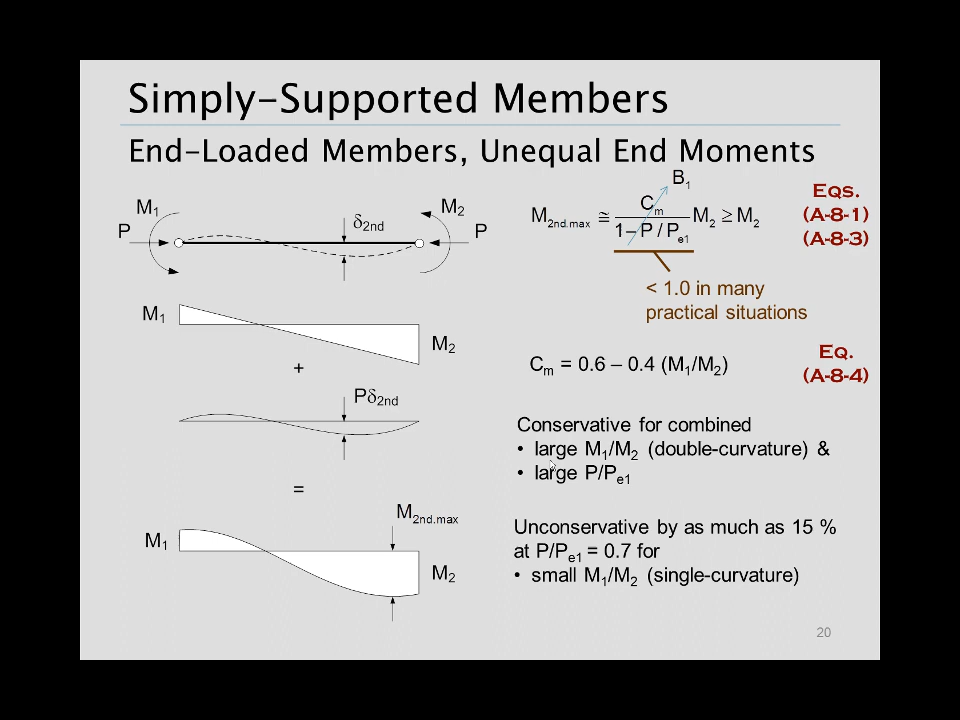 Simply-Supported Members
End-Loaded Members, Unequal End Moments
M1
M2
P
δ2nd
P
M2nd.max ≅ Cm / (1 – P / Pe1) M2 ≥ M2
B1
Eqs.
(A-8-1)
(A-8-3)
< 1.0 in many
practical situations
M1
M2
+
Cm = 0.6 – 0.4 (M1/M2)
Eq.
(A-8-4)
Pδ2nd
=
Conservative for combined
• large M1/M2 (double-curvature) &
• large P/Pe1
M2nd.max
M1
M2
Unconservative by as much as 15 %
at P/Pe1 = 0.7 for
• small M1/M2 (single-curvature)
20